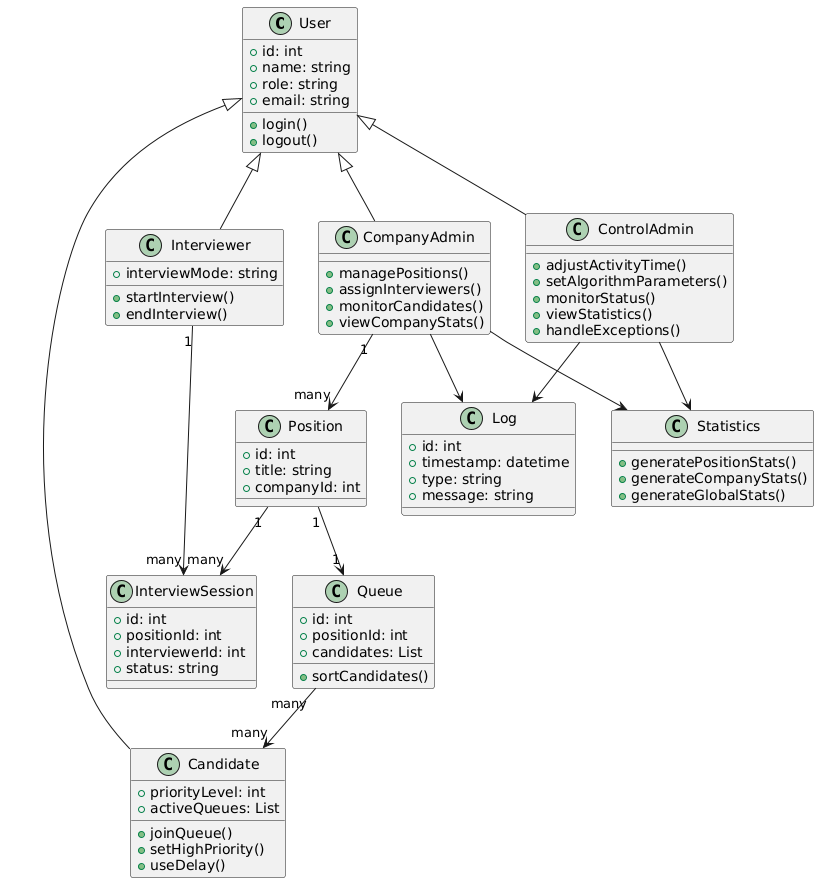 C User
+ id: int
+ name: string
+ role: string
+ email: string
login()
logout()
C Interviewer
interviewMode: string
startInterview()
endInterview()
C CompanyAdmin
managePositions()
assignInterviewers()
monitorCandidates()
viewCompanyStats()
C ControlAdmin
adjustActivityTime()
setAlgorithmParameters()
monitorStatus()
viewStatistics()
handleExceptions()
1
1
many
C Position
id: int
title: string
companyId: int
C Log
id: int
timestamp: datetime
type: string
message: string
C Statistics
generatePositionStats()
generateCompanyStats()
generateGlobalStats()
1
1
many
many
1
C InterviewSession
id: int
positionId: int
interviewerId: int
status: string
C Queue
id: int
positionId: int
candidates: List
sortCandidates()
many
many
C Candidate
priorityLevel: int
activeQueues: List
joinQueue()
setHighPriority()
useDelay()